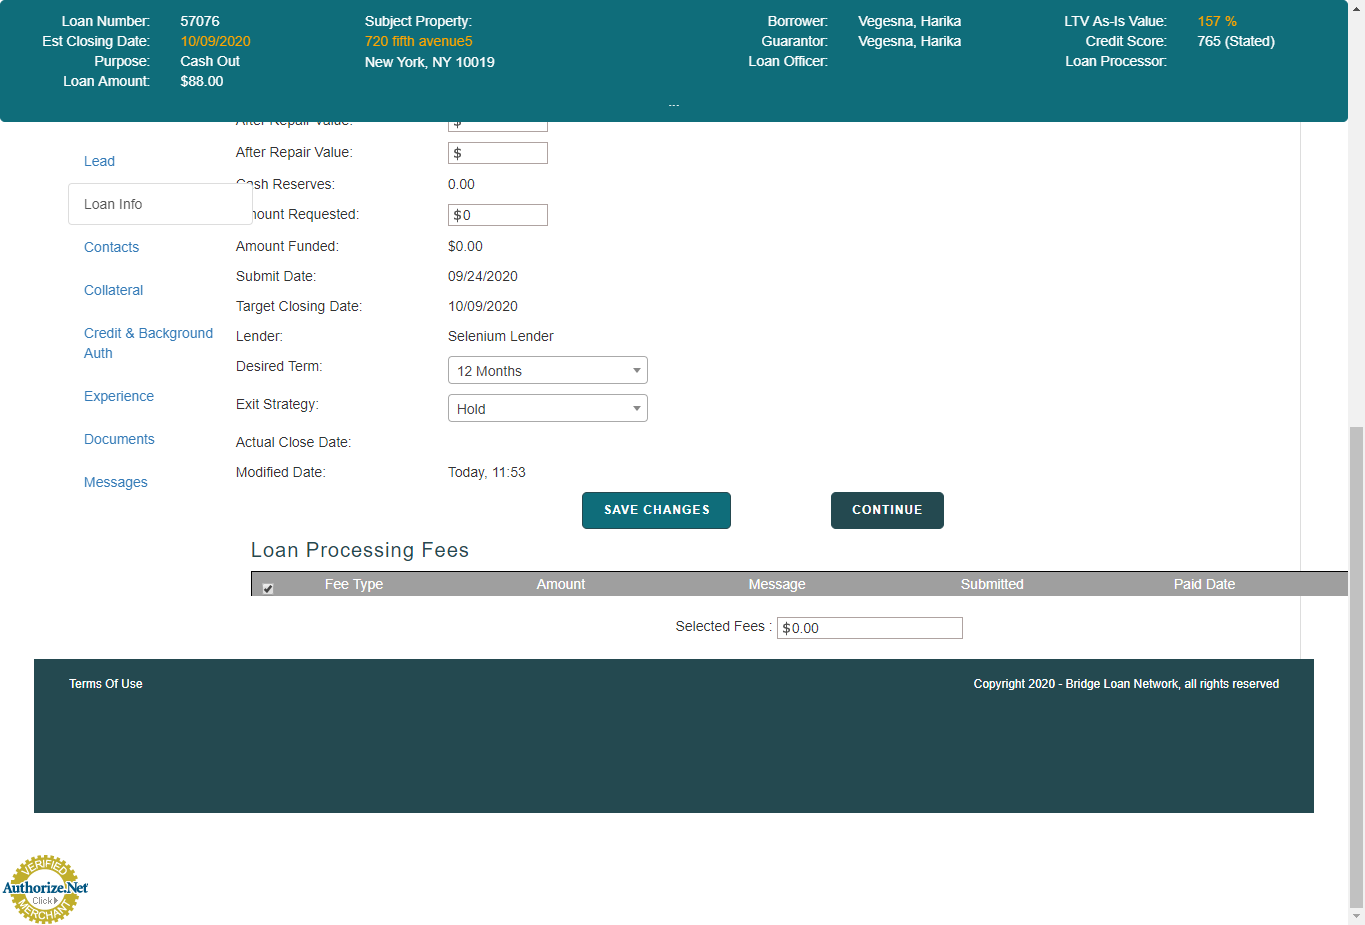 Loan Number: 57076
Est Closing Date: 10/09/2020
Purpose: Cash Out
Loan Amount: $88.00
Subject Property:
720 fifth avenue5
New York, NY 10019
Borrower: Vegesna, Harika
Guarantor: Vegesna, Harika
Loan Officer:
LTV As-Is Value: 157 %
Credit Score: 765 (Stated)
Loan Processor:
...
Lead
Loan Info
Contacts
Collateral
Credit & Background
Auth
Experience
Documents
Messages
After Repair Value: $
After Repair Value: $
Cash Reserves: 0.00
Amount Requested: $0
Amount Funded: $0.00
Submit Date: 09/24/2020
Target Closing Date: 10/09/2020
Lender: Selenium Lender
Desired Term: 12 Months
Exit Strategy: Hold
Actual Close Date:
Modified Date: Today, 11:53
SAVE CHANGES CONTINUE
Loan Processing Fees
Fee Type Amount Message Submitted Paid Date
Selected Fees : $0.00
Terms Of Use Copyright 2020 - Bridge Loan Network, all rights reserved
VERIFIED
Authorize.Net
Click
MERCHANT